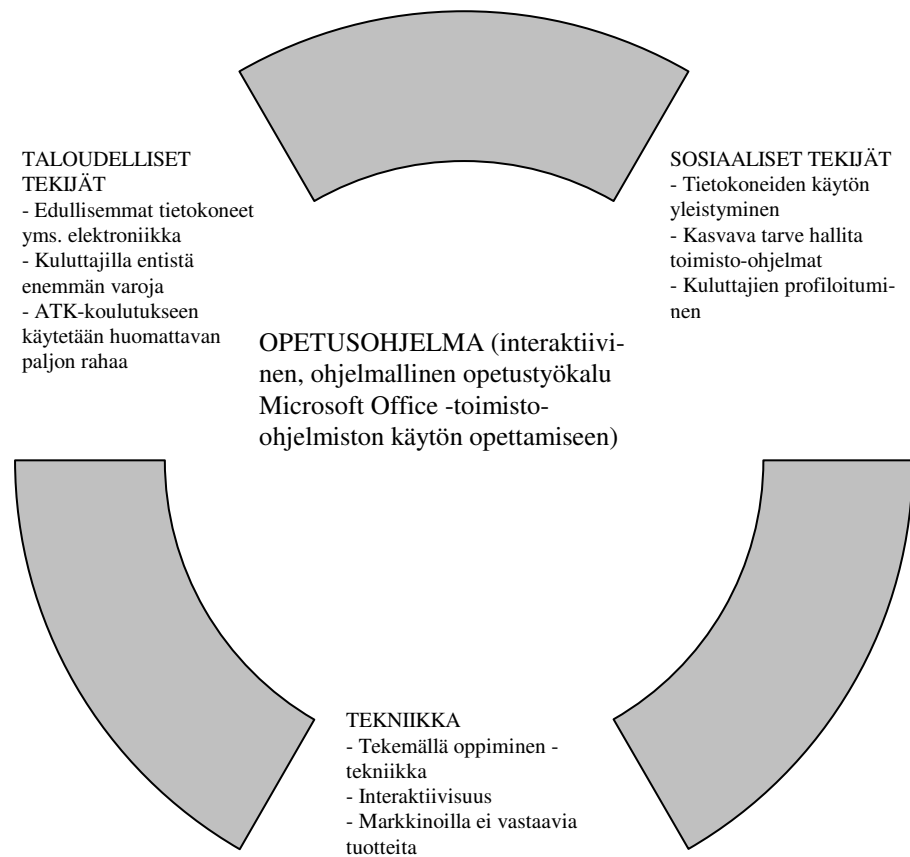 TALOUDELLISET
TEKIJÄT
- Edullisemmat tietokoneet
yms. elektroniikka
- Kuluttajilla entistä
enemmän varoja
- ATK-koulutukseen
käytetään huomattavan
paljon rahaa
SOSIAALISET TEKIJÄT
- Tietokoneiden käytön
yleistyminen
- Kasvava tarve hallita
toimisto-ohjelmat
- Kuluttajien profiloitumi-
nen
OPETUSOHJELMA (interaktiivi-
nen, ohjelmallinen opetustyökalu
Microsoft Office -toimisto-
ohjelmiston käytön opettamiseen)
TEKNIIKKA
- Tekemällä oppiminen -
tekniikka
- Interaktiivisuus
- Markkinoilla ei vastaavia
tuotteita